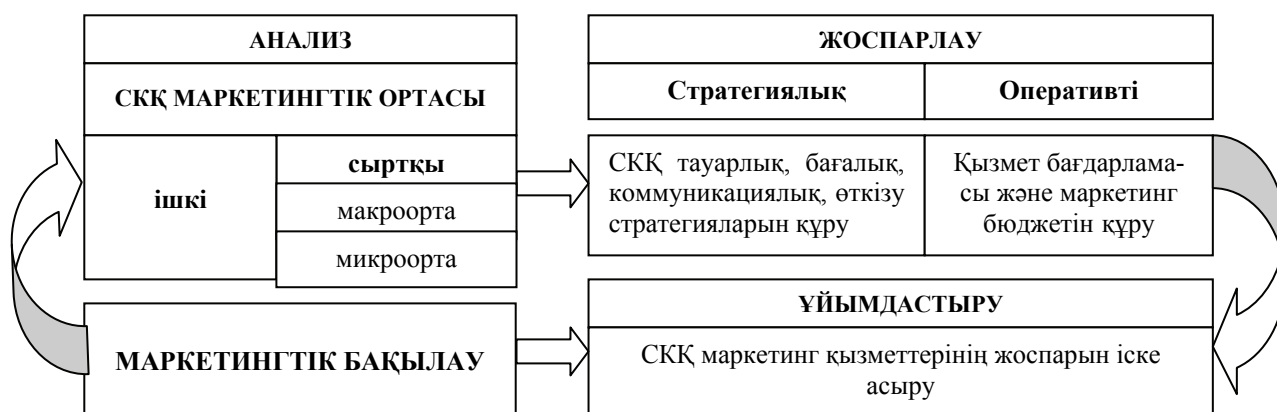 АНАЛИЗ
СКҚ МАРКЕТИНГТІК ОРТАСЫ
ішкі
сыртқы
макроорта
микроорта
ЖОСПАРЛАУ
Стратегиялық
Оперативті
СКҚ тауарлық, бағалық,
коммуникациялық, өткізу
стратегияларын құру
Қызмет бағдарлама-
сы және маркетинг
бюджетін құру
МАРКЕТИНГТІК БАҚЫЛАУ
ҰЙЫМДАСТЫРУ
СКҚ маркетинг қызметтерінің жоспарын іске
асыру